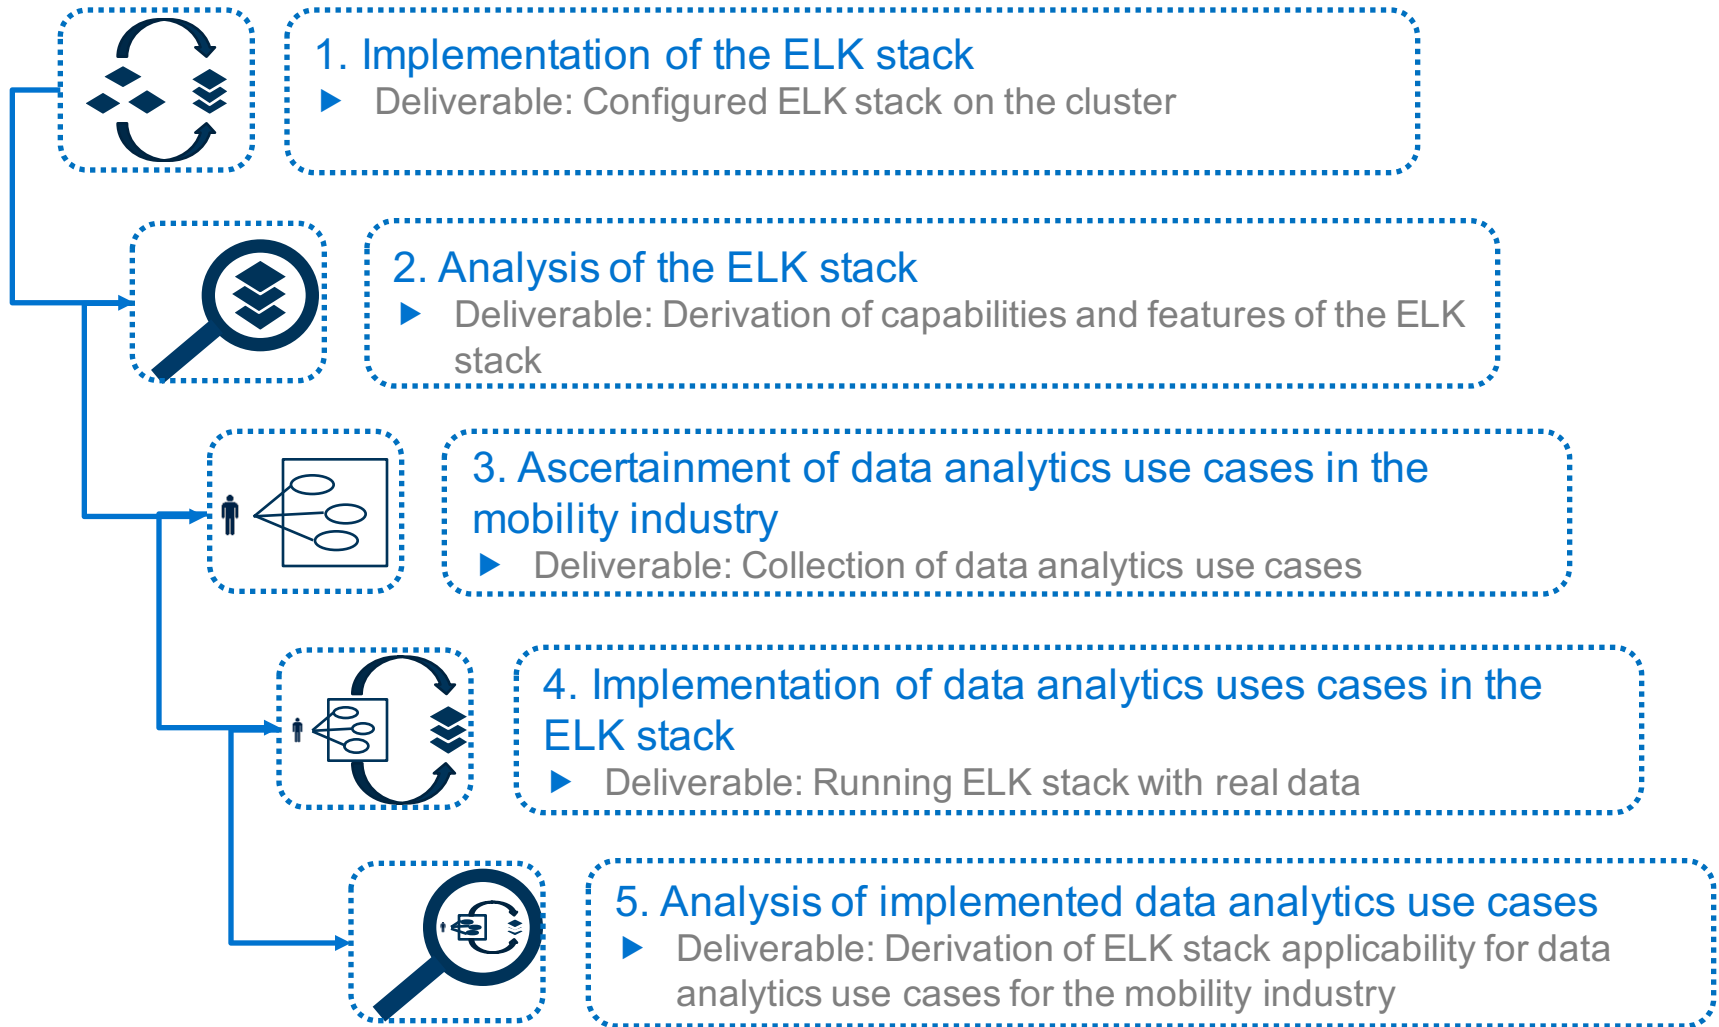 1. Implementation of the ELK stack
Deliverable: Configured ELK stack on the cluster
2. Analysis of the ELK stack
Deliverable: Derivation of capabilities and features of the ELK
stack
3. Ascertainment of data analytics use cases in the
mobility industry
Deliverable: Collection of data analytics use cases
4. Implementation of data analytics uses cases in the
ELK stack
Deliverable: Running ELK stack with real data
5. Analysis of implemented data analytics use cases
Deliverable: Derivation of ELK stack applicability for data
analytics use cases for the mobility industry